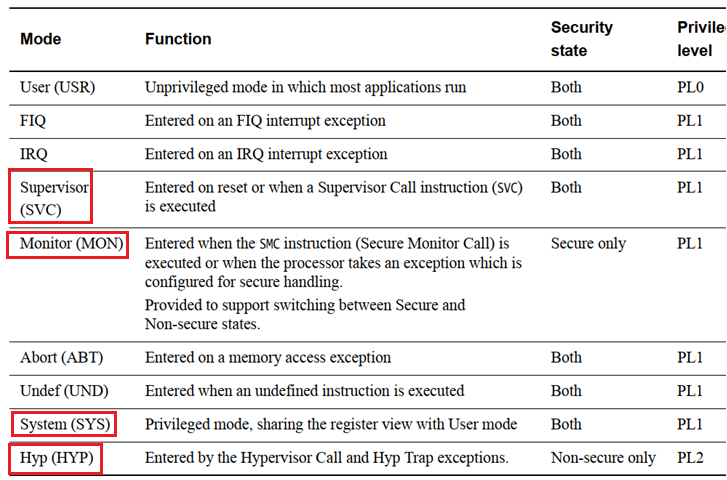 Mode Function Security state Privileg level
User (USR) Unprivileged mode in which most applications run Both PL0
FIQ Entered on an FIQ interrupt exception Both PL1
IRQ Entered on an IRQ interrupt exception Both PL1
Supervisor (SVC) Entered on reset or when a Supervisor Call instruction (SVC) Both PL1
is executed
Monitor (MON) Entered when the SMC instruction (Secure Monitor Call) is Secure only PL1
executed or when the processor takes an exception which is
configured for secure handling.
Provided to support switching between Secure and
Non-secure states.
Abort (ABT) Entered on a memory access exception Both PL1
Undef (UND) Entered when an undefined instruction is executed Both PL1
System (SYS) Privileged mode, sharing the register view with User mode Both PL1
Hyp (HYP) Entered by the Hypervisor Call and Hyp Trap exceptions. Non-secure only PL2